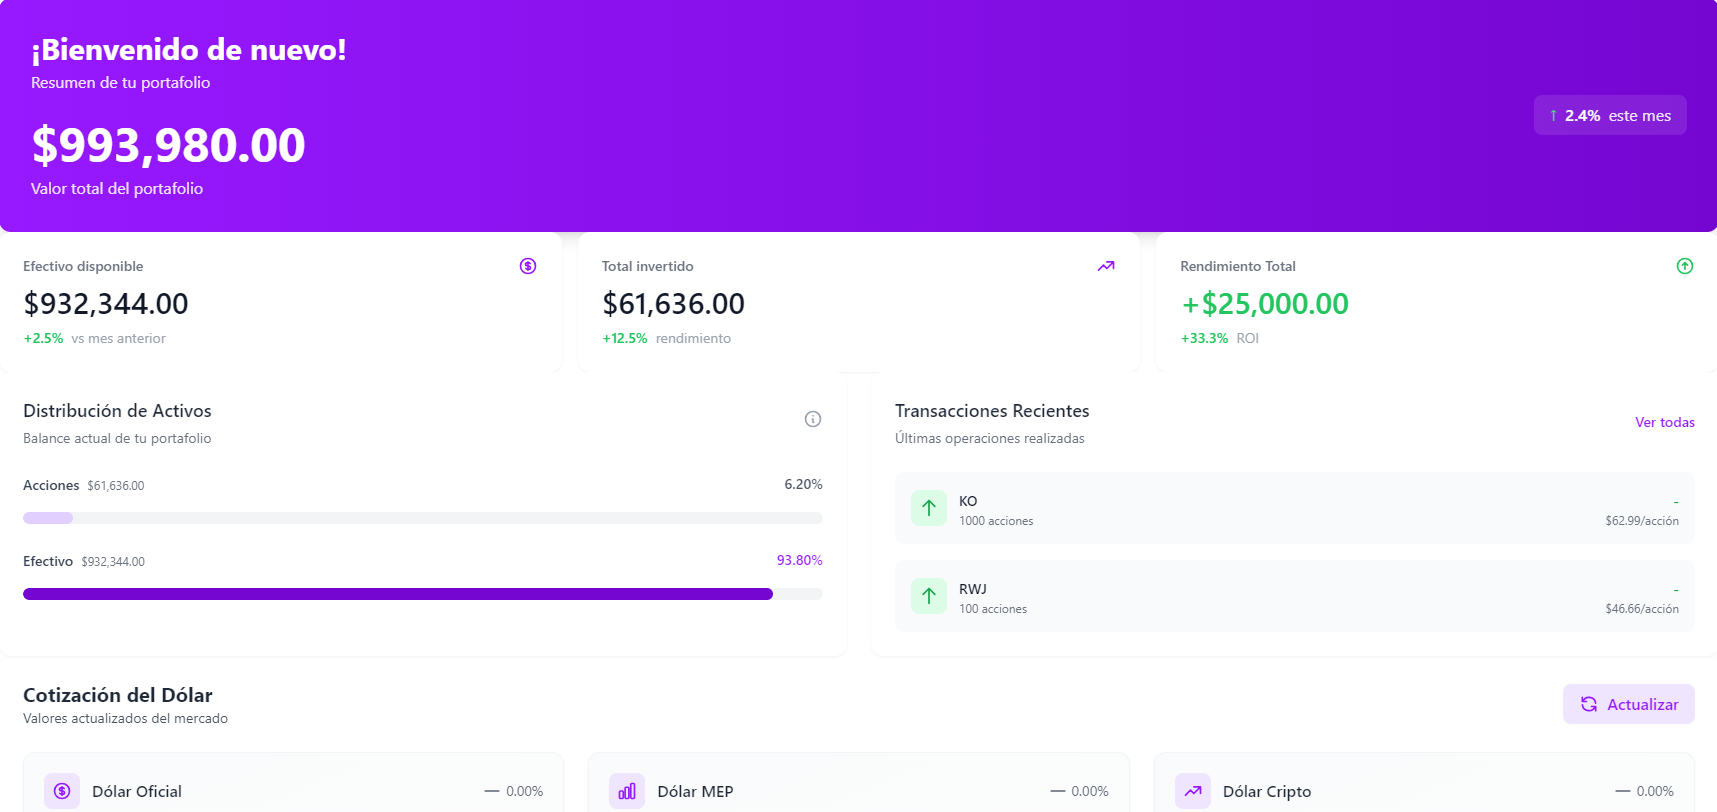 ¡Bienvenido de nuevo!
Resumen de tu portafolio
$993,980.00
Valor total del portafolio
↑ 2.4% este mes
Efectivo disponible
$932,344.00
+2.5% vs mes anterior
Total invertido
$61,636.00
+12.5% rendimiento
Rendimiento Total
+$25,000.00
+33.3% ROI
Distribución de Activos
Balance actual de tu portafolio
Acciones $61,636.00 6.20%
Efectivo $932,344.00 93.80%
Transacciones Recientes
Últimas operaciones realizadas
Ver todas
KO -
1000 acciones $62.99/acción
RWJ -
100 acciones $46.66/acción
Cotización del Dólar
Valores actualizados del mercado
Actualizar
Dólar Oficial — 0.00%
Dólar MEP — 0.00%
Dólar Cripto — 0.00%